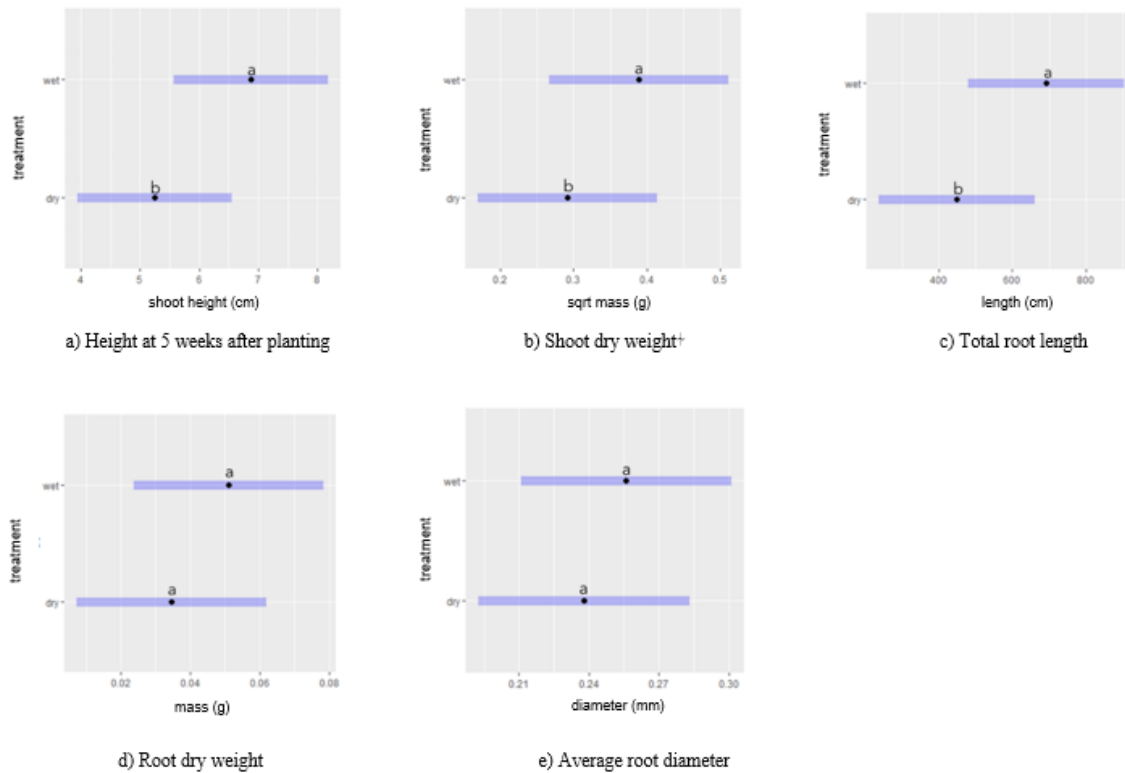 treatment
wet
dry
a
b
4 5 6 7 8
shoot height (cm)
a) Height at 5 weeks after planting
treatment
wet
dry
a
b
0.2 0.3 0.4 0.5
sqrt mass (g)
b) Shoot dry weight†
treatment
wet
dry
a
b
400 600 800
length (cm)
c) Total root length
treatment
wet
dry
a
a
0.02 0.04 0.06 0.08
mass (g)
d) Root dry weight
treatment
wet
dry
a
a
0.21 0.24 0.27 0.30
diameter (mm)
e) Average root diameter